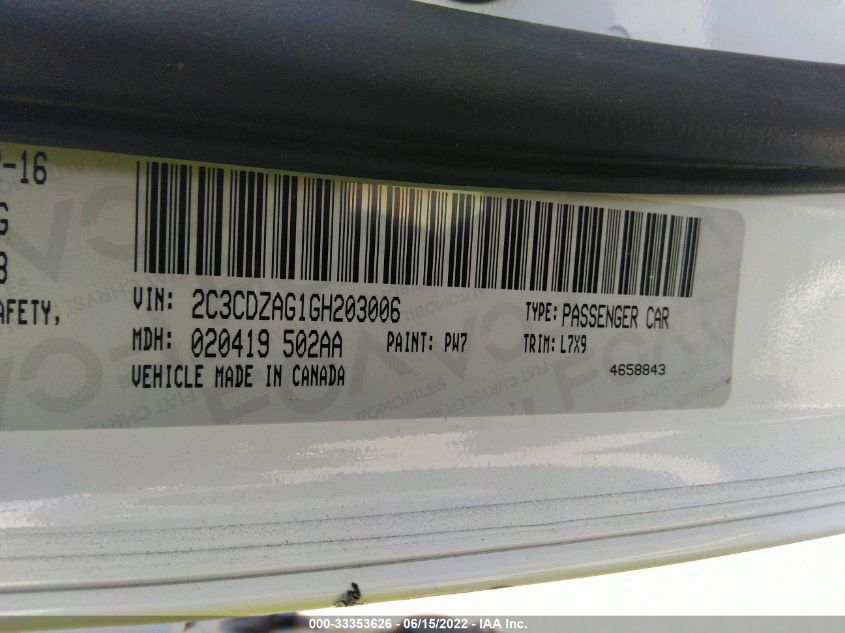 -16
G
AFETY,
VIN: 2C3CDZAG1GH203006
TYPE: PASSENGER CAR
MDH: 020419 502AA
PAINT: PW7
TRIM: L7X9
VEHICLE MADE IN CANADA
4658843
000-33353626 - 06/15/2022 - IAA Inc.